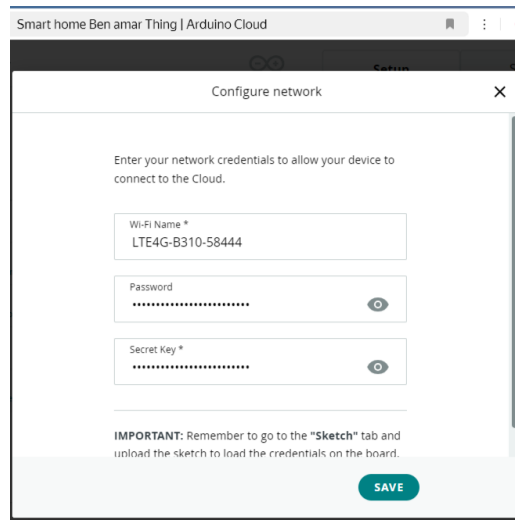 Smart home Ben amar Thing | Arduino Cloud
Setup
Configure network
Enter your network credentials to allow your device to
connect to the Cloud.
Wi-Fi Name *
LTE4G-B310-58444
Password
•••••••••••••••••••••••••
Secret Key *
•••••••••••••••••••••••••
IMPORTANT: Remember to go to the "Sketch" tab and
upload the sketch to load the credentials on the board.
SAVE